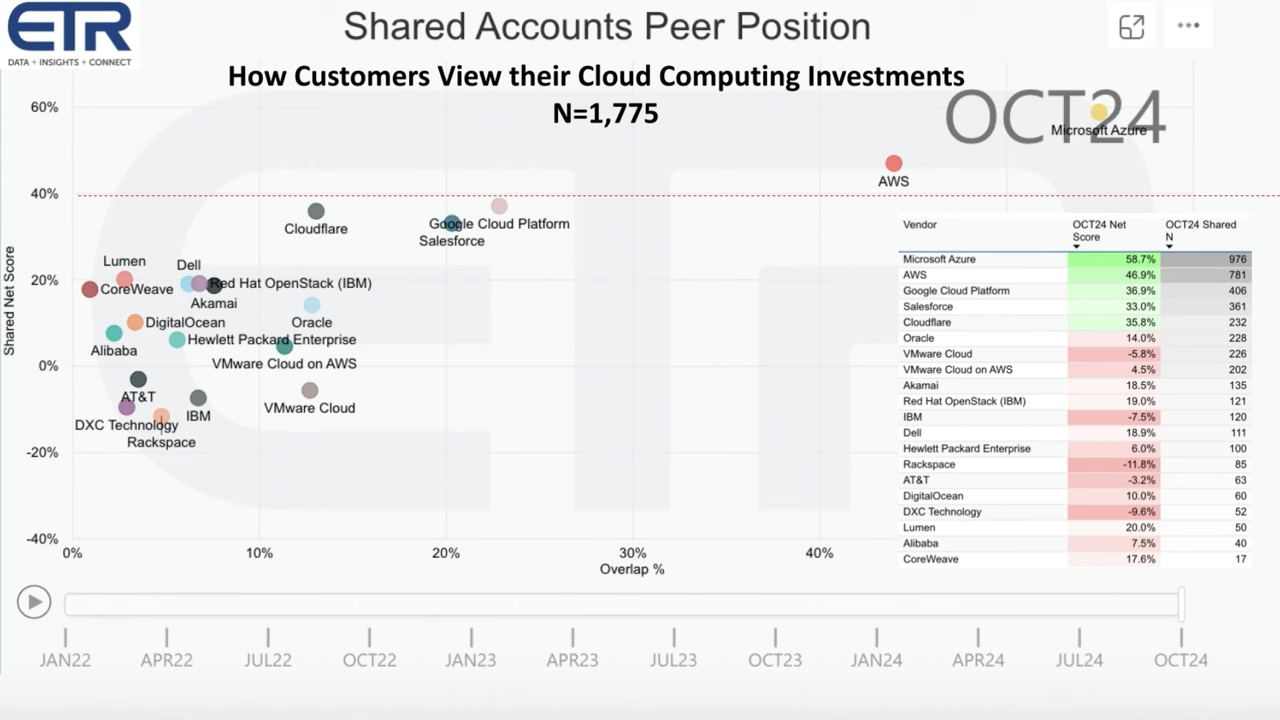 ETR
DATA + INSIGHTS + CONNECT
Shared Accounts Peer Position
How Customers View their Cloud Computing Investments
N=1,775
OCT24
60%
40%
20%
0%
-20%
-40%
Shared Net Score
Microsoft Azure
AWS
Cloudflare
Google Cloud Platform
Salesforce
Lumen
Dell
CoreWeave
Red Hat OpenStack (IBM)
Akamai
DigitalOcean
Oracle
Alibaba
Hewlett Packard Enterprise
VMware Cloud on AWS
AT&T
IBM
VMware Cloud
DXC Technology
Rackspace
0%
10%
20%
30%
40%
Overlap %
Vendor OCT24 Net Score OCT24 Shared N
Microsoft Azure 58.7% 976
AWS 46.9% 781
Google Cloud Platform 36.9% 406
Salesforce 33.0% 361
Cloudflare 35.8% 232
Oracle 14.0% 228
VMware Cloud -5.8% 226
VMware Cloud on AWS 4.5% 202
Akamai 18.5% 135
Red Hat OpenStack (IBM) 19.0% 121
IBM -7.5% 120
Dell 18.9% 111
Hewlett Packard Enterprise 6.0% 100
Rackspace -11.8% 85
AT&T -3.2% 63
DigitalOcean 10.0% 60
DXC Technology -9.6% 52
Lumen 20.0% 50
Alibaba 7.5% 40
CoreWeave 17.6% 17
JAN22 APR22 JUL22 OCT22 JAN23 APR23 JUL23 OCT23 JAN24 APR24 JUL24 OCT24